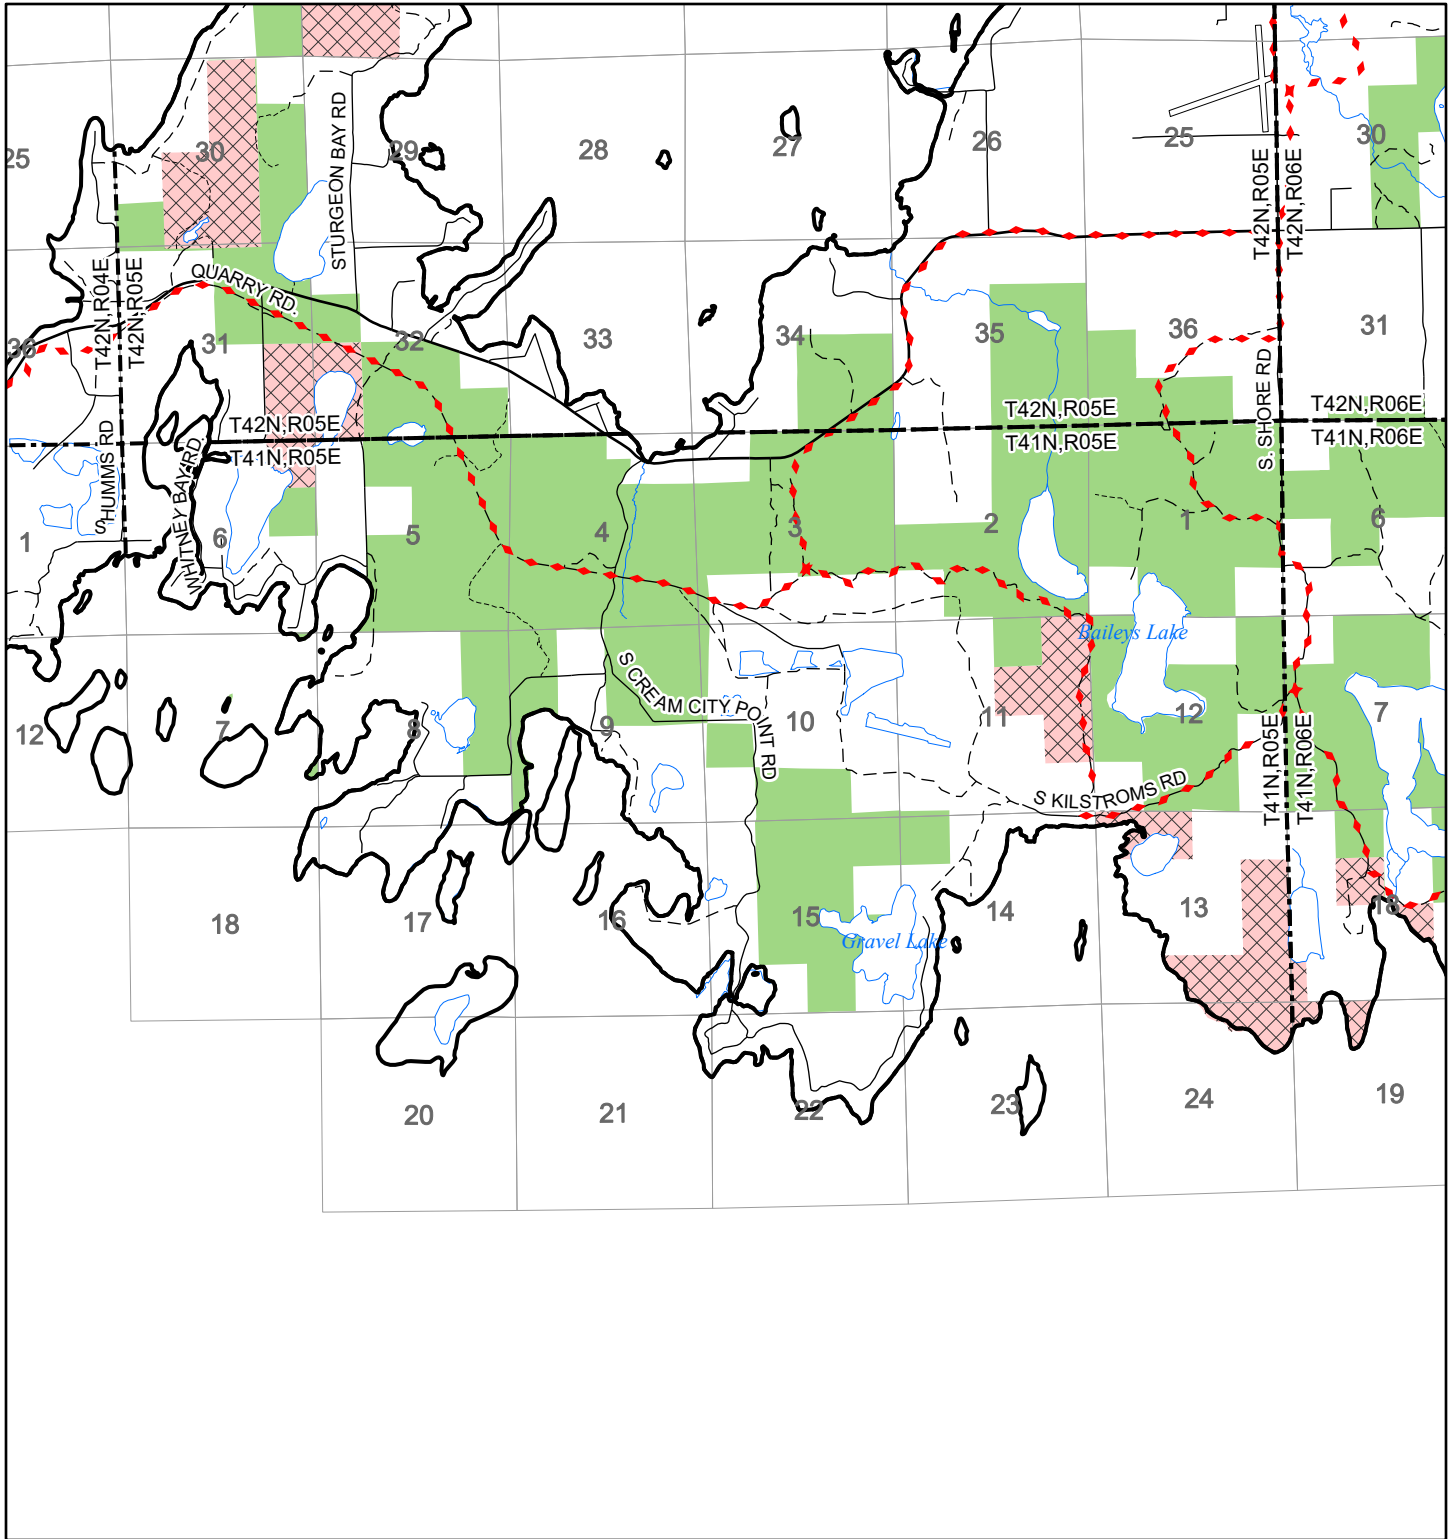 25
30
STURGEON BAY RD
29
28
27
26
25
30
T42N,R05E
T42N,R06E
T42N,R04E
T42N,R05E
QUARRY RD.
36
31
32
33
34
35
36
31
S HUMMS RD
WHITNEY BAY RD.
T42N,R05E
T41N,R05E
T42N,R05E
T41N,R05E
S. SHORE RD
T42N,R06E
T41N,R06E
1
6
5
4
3
2
1
6
Baileys Lake
12
7
8
9
S CREAM CITY POINT RD
10
11
12
7
T41N,R05E
T41N,R06E
S KILSTROMS RD
18
17
16
15
Gravel Lake
14
13
18
20
21
22
23
24
19